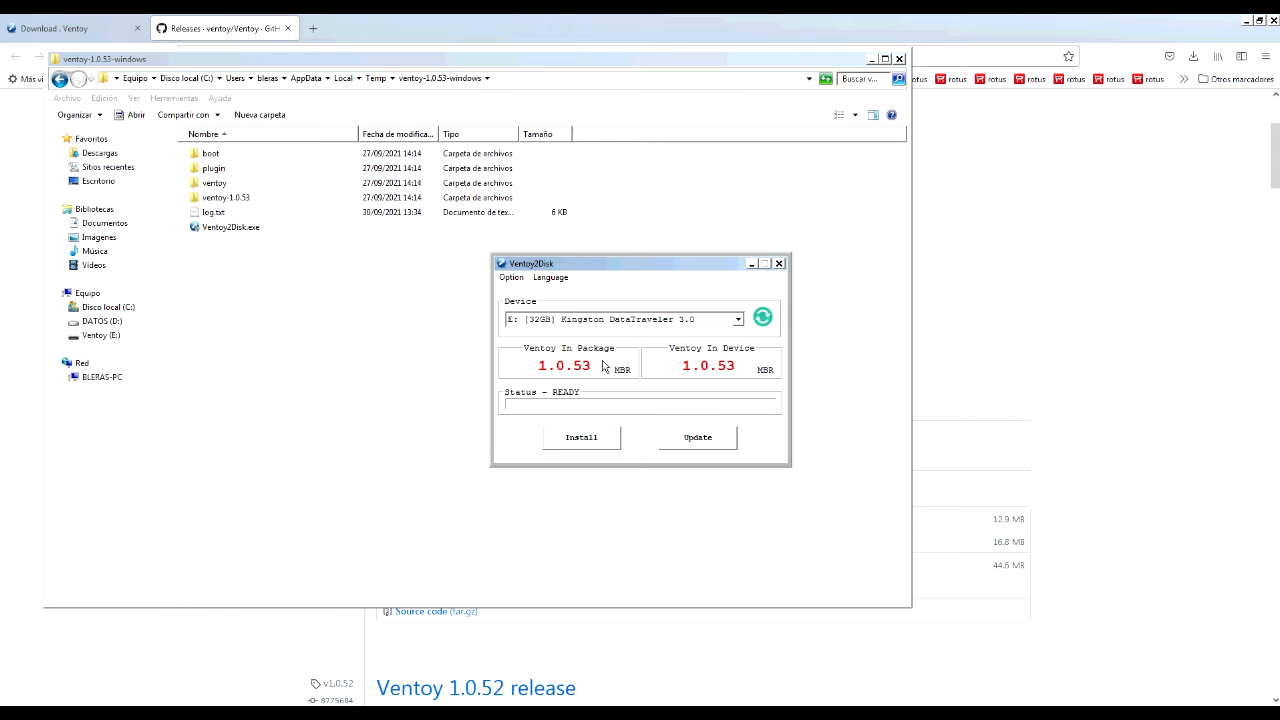 Download . Ventoy
Releases · ventoy/Ventoy · GitH
ventoy-1.0.53-windows
Equipo Disco local (C:) Users bleras AppData Local Temp ventoy-1.0.53-windows
Buscar v...
Más vi
rotus rotus rotus rotus rotus rotus rotus
Otros marcadores
Archivo Edición Ver Herramientas Ayuda
Organizar Abrir Compartir con Nueva carpeta
Nombre Fecha de modifica... Tipo Tamaño
Favoritos
Descargas
Sitios recientes
Escritorio
Bibliotecas
Documentos
Imágenes
Música
Vídeos
Equipo
Disco local (C:)
DATOS (D:)
Ventoy (E:)
Red
BLERAS-PC
boot 27/09/2021 14:14 Carpeta de archivos
plugin 27/09/2021 14:14 Carpeta de archivos
ventoy 27/09/2021 14:14 Carpeta de archivos
ventoy-1.0.53 27/09/2021 14:14 Carpeta de archivos
log.txt 30/09/2021 13:34 Documento de tex... 6 KB
Ventoy2Disk.exe
Ventoy2Disk
Option Language
Device
E: [32GB] Kingston DataTraveler 3.0
Ventoy In Package Ventoy In Device
1.0.53 MBR 1.0.53 MBR
Status - READY
Install Update
12.9 MB
16.8 MB
44.6 MB
Source code (tar.gz)
v1.0.52
8775684
Ventoy 1.0.52 release